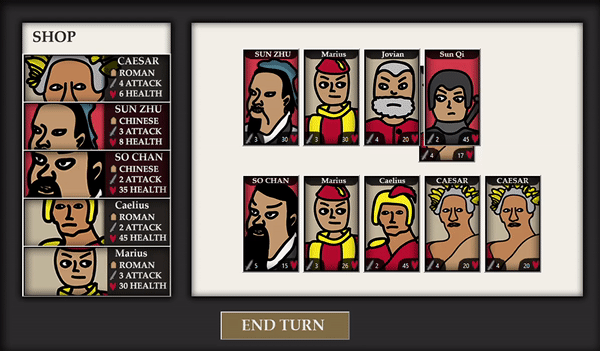 SHOP
CAESAR
ROMAN
4 ATTACK
6 HEALTH
SUN ZHU
CHINESE
3 ATTACK
8 HEALTH
SO CHAN
CHINESE
2 ATTACK
35 HEALTH
Caelius
ROMAN
2 ATTACK
45 HEALTH
Marius
ROMAN
3 ATTACK
30 HEALTH
SUN ZHU Marius Jovian Sun Qi
3 30 3 30 4 20 2 45
4 17
SO CHAN Marius Caelius CAESAR CAESAR
5 15 3 26 2 45 4 20 4 20
END TURN